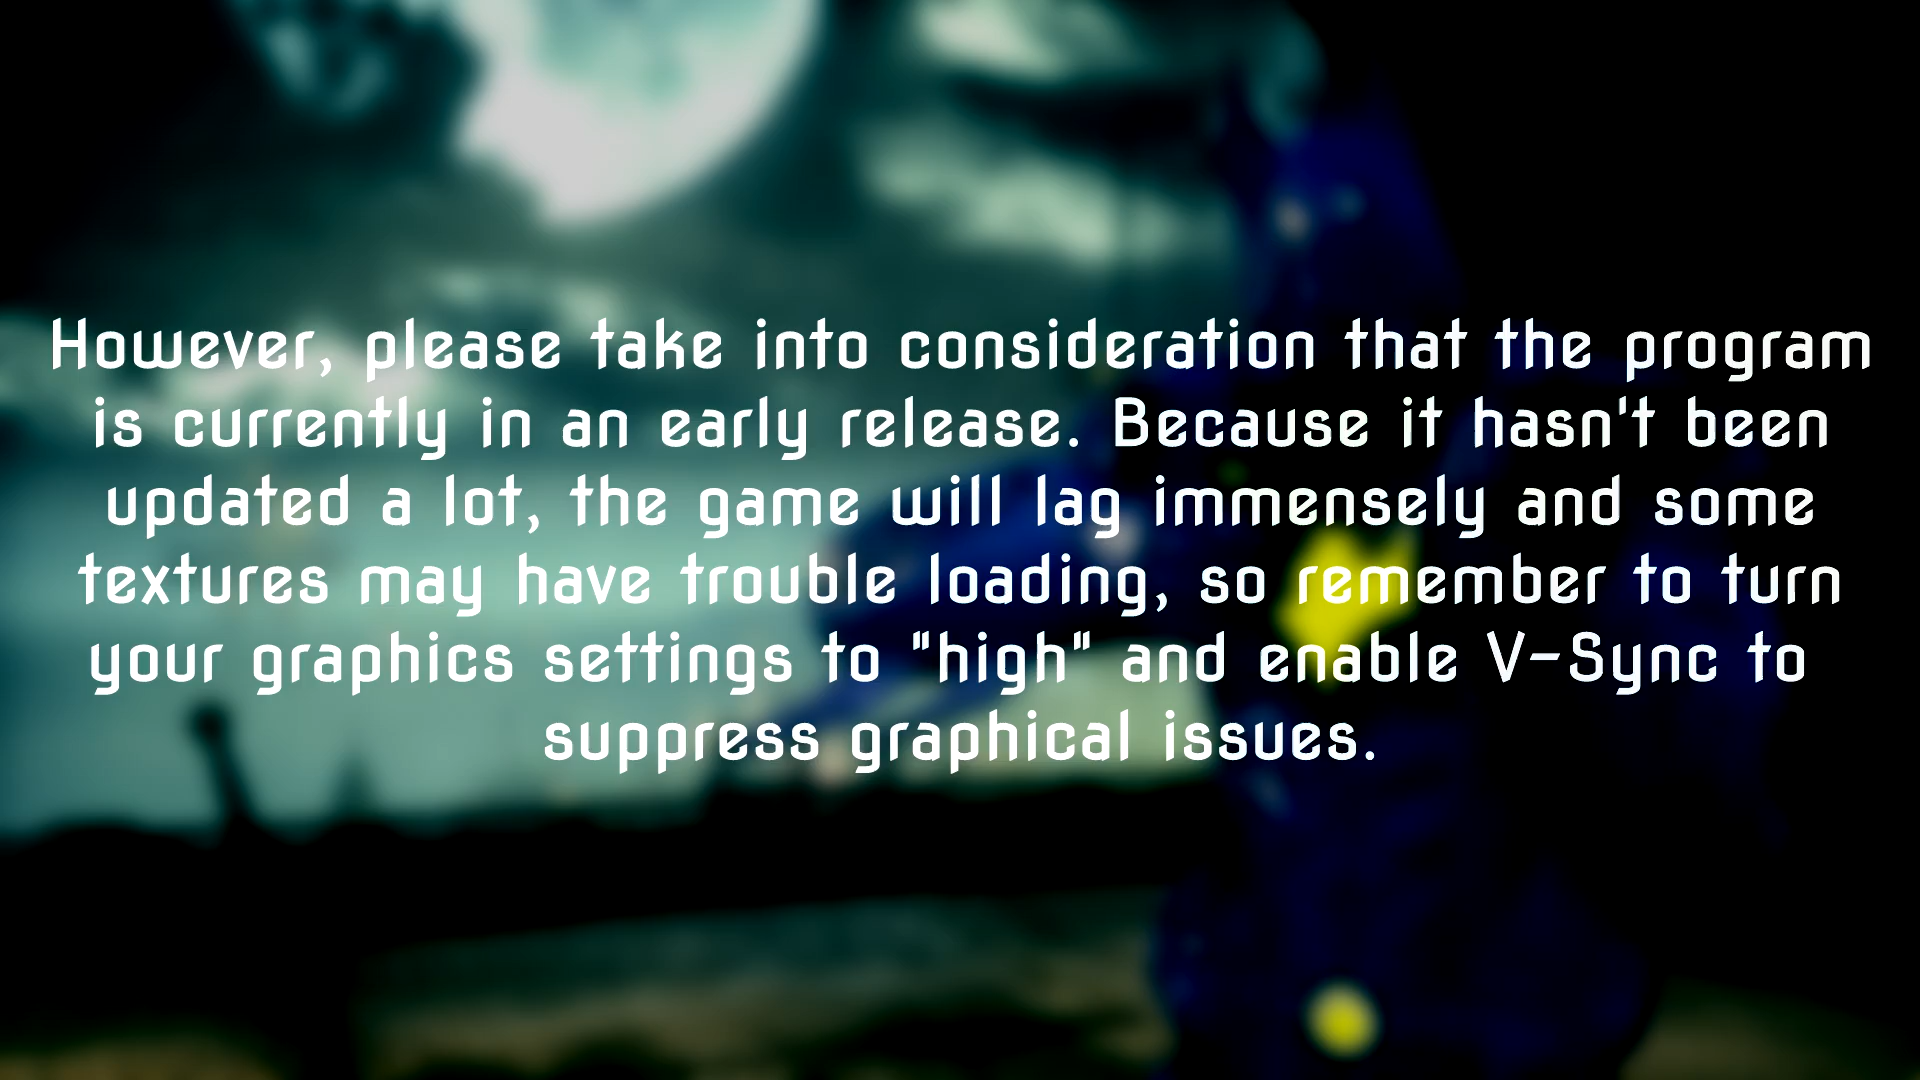 However, please take into consideration that the program
is currently in an early release. Because it hasn't been
updated a lot, the game will lag immensely and some
textures may have trouble loading, so remember to turn
your graphics settings to "high" and enable V-Sync to
suppress graphical issues.